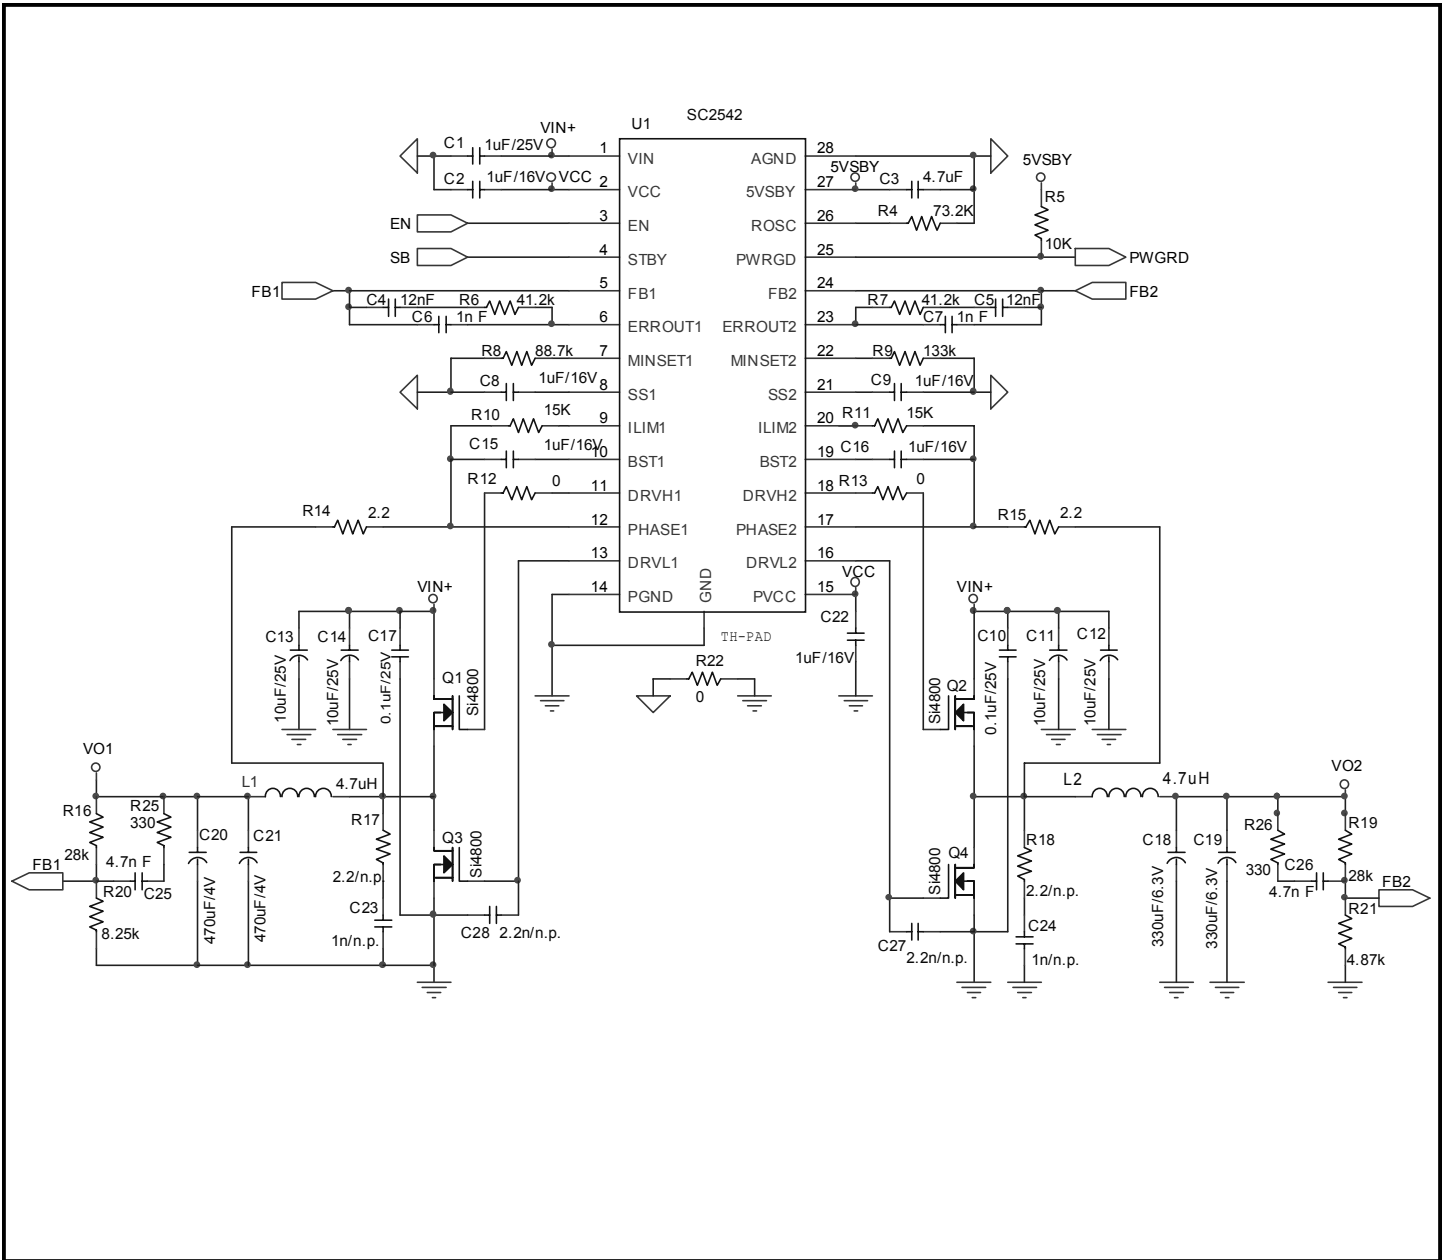 SC2542
U1
VIN+
C1 1uF/25V
1 VIN
AGND 28
C2 1uF/16V VCC
2 VCC
5VSBY 27
5VSBY
C3 4.7uF
5VSBY
R5
10K
EN
3 EN
ROSC 26
R4 73.2K
SB
4 STBY
PWRGD 25
PWGRD
FB1
5 FB1
FB2 24
FB2
C4 12nF R6 41.2k
R7 41.2k C5 12nF
C6 1n F
6 ERROUT1
ERROUT2 23
C7 1n F
R8 88.7k
7 MINSET1
MINSET2 22
R9 133k
C8 1uF/16V
8 SS1
SS2 21
C9 1uF/16V
R10 15K
9 ILIM1
ILIM2 20
R11 15K
C15 1uF/16V
10 BST1
BST2 19
C16 1uF/16V
R12 0
11 DRVH1
DRVH2 18
R13 0
R14 2.2
12 PHASE1
PHASE2 17
R15 2.2
13 DRVL1
DRVL2 16
14 PGND
GND
PVCC 15
VCC
C22
1uF/16V
TH-PAD
R22
0
VIN+
C13
10uF/25V
C14
10uF/25V
C17
0.1uF/25V
Q1
Si4800
VIN+
C10
0.1uF/25V
C11
10uF/25V
C12
10uF/25V
Q2
Si4800
VO1
L1 4.7uH
R16
28k
R25
330
C20
470uF/4V
C21
470uF/4V
R17
2.2/n.p.
Q3
Si4800
FB1
4.7n F
C25
R20
8.25k
C23
1n/n.p.
C28 2.2n/n.p.
L2 4.7uH
VO2
Q4
Si4800
R18
2.2/n.p.
C18
330uF/6.3V
C19
330uF/6.3V
R26
330
C26
4.7n F
R19
28k
FB2
R21
4.87k
C27
2.2n/n.p.
C24
1n/n.p.